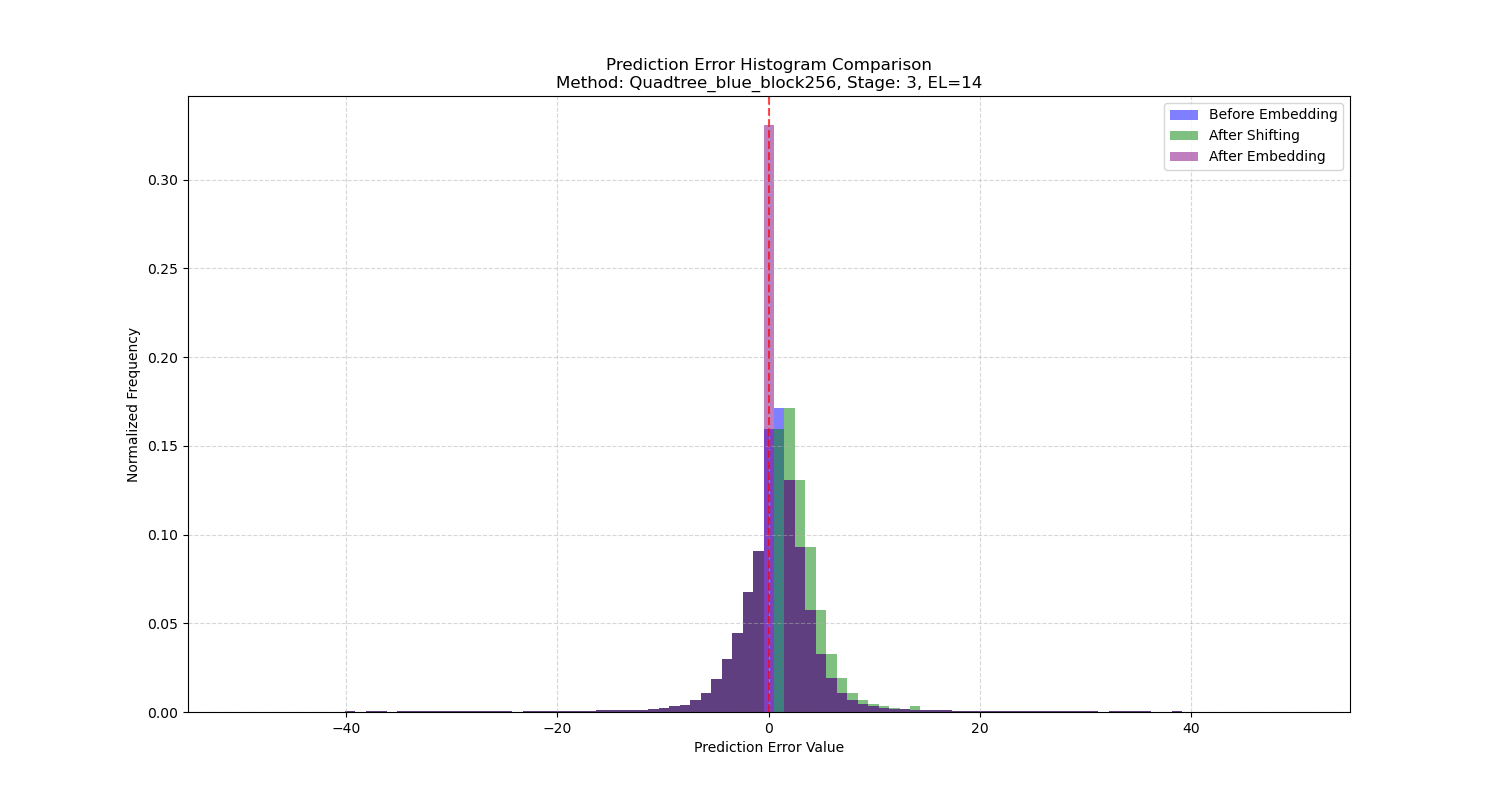 Prediction Error Histogram Comparison
Method: Quadtree_blue_block256, Stage: 3, EL=14
Before Embedding
After Shifting
After Embedding
0.30
0.25
0.20
0.15
0.10
0.05
0.00
Normalized Frequency
−40
−20
0
20
40
Prediction Error Value